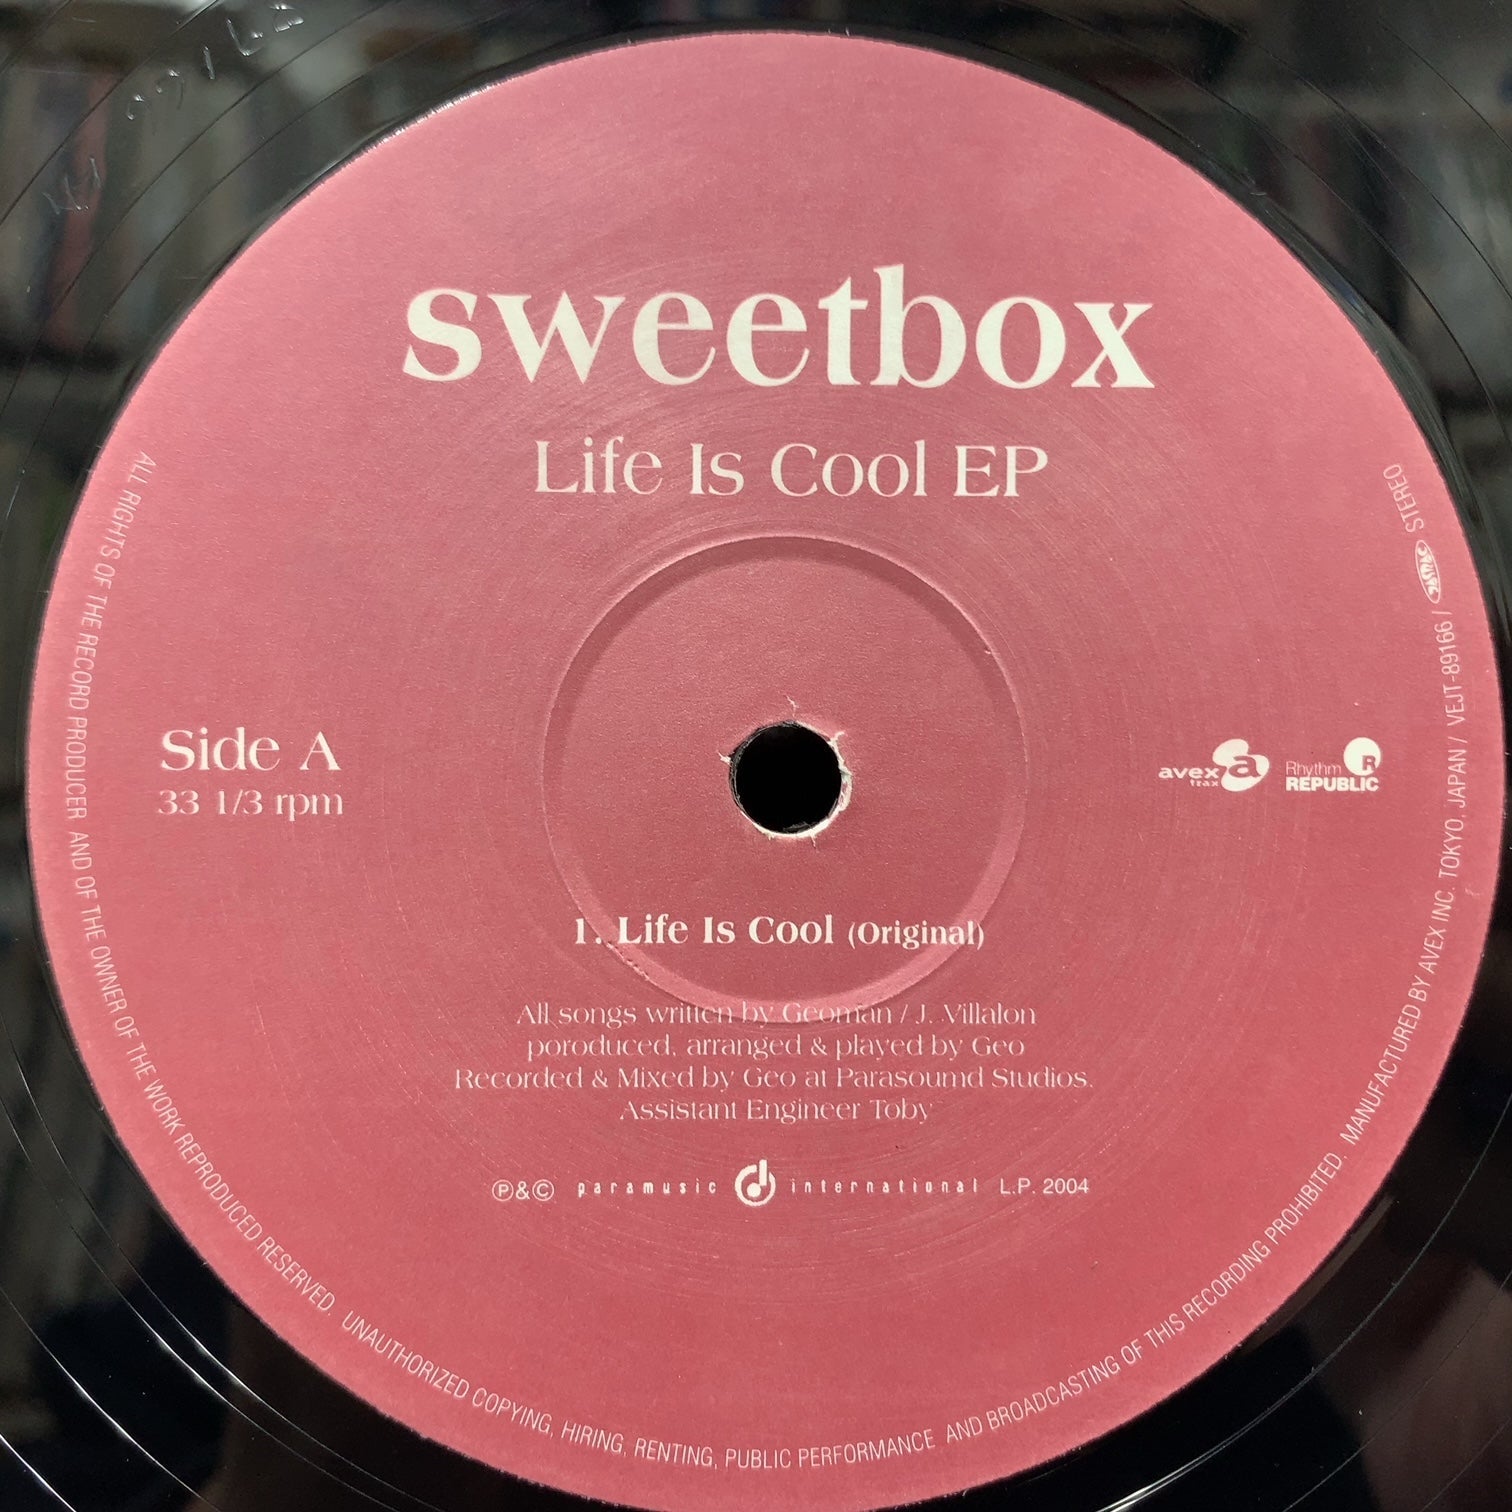 sweetbox
Life Is Cool EP
Side A
33 1/3 rpm
avex
trax
a
Rhythm
REPUBLIC
R
1. Life Is Cool (Original)
All songs written by Geoman / J. Villalon
poroduced, arranged & played by Geo
Recorded & Mixed by Geo at Parasoumd Studios.
Assistant Engineer Toby
℗&© paramusic international L.P. 2004
ALL RIGHTS OF THE RECORD PRODUCER AND OF THE OWNER OF THE WORK REPRODUCED RESERVED. UNAUTHORIZED COPYING, HIRING, RENTING, PUBLIC PERFORMANCE AND BROADCASTING OF THIS RECORDING PROHIBITED. MANUFACTURED BY AVEX INC. TOKYO, JAPAN / VEJT-89166 / JASRAC STEREO